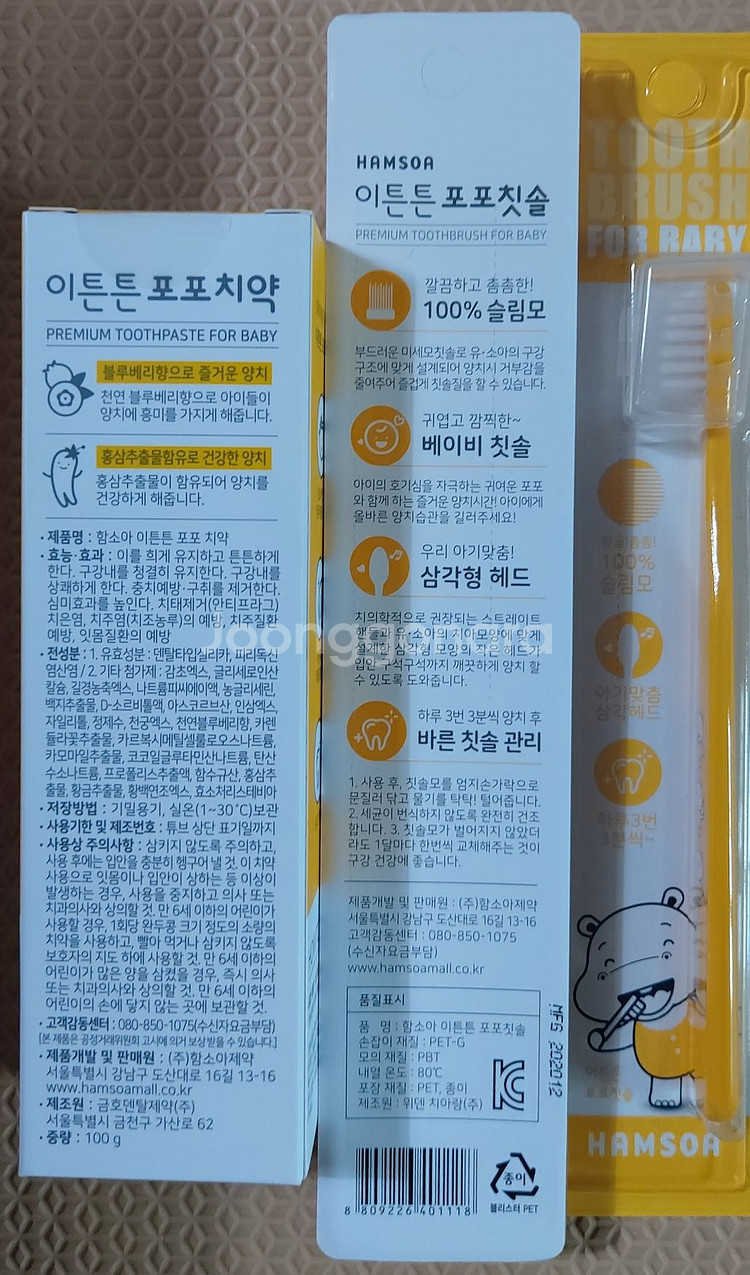 이튼튼 포포치약
PREMIUM TOOTHPASTE FOR BABY
블루베리향으로 즐거운 양치
천연 블루베리향으로 아이들이
양치에 흥미를 가지게 해줍니다.
홍삼추출물함유로 건강한 양치
홍삼추출물이 함유되어 양치를
건강하게 해줍니다.
• 제품명 : 함소아 이튼튼 포포 치약
• 효능·효과 : 이를 희게 유지하고 튼튼하게
한다. 구강내를 청결히 유지한다. 구강내를
상쾌하게 한다. 충치예방·구취를 제거한다.
심미효과를 높인다. 치태제거(안티프라그)
치은염, 치주염(치조농루)의 예방, 치주질환
예방, 잇몸질환의 예방
• 전성분 : 1. 유효성분 : 덴탈타입실리카, 피리독신
염산염 / 2. 기타 첨가제 : 감초엑스, 글리세로인산
칼슘, 길경농축엑스, 나트륨피씨에이액, 농글리세린,
백지추출물, D-소르비톨액, 아스코르브산, 인삼엑스,
자일리톨, 정제수, 천궁엑스, 천연블루베리향, 카렌
듈라꽃추출물, 카르복시메틸셀룰로오스나트륨,
카모마일추출물, 코코일글루타민산나트륨, 탄산
수소나트륨, 프로폴리스추출액, 함수규산, 홍삼추
출물, 황금추출물, 황백연조엑스, 효소처리스테비아
• 저장방법 : 기밀용기, 실온(1~30℃)보관
• 사용기한 및 제조번호 : 튜브 상단 표기일까지
• 사용상 주의사항 : 삼키지 않도록 주의하고,
사용 후에는 입안을 충분히 헹구어 낼 것. 이 치약
사용으로 잇몸이나 입안이 상하는 등 이상이
발생하는 경우, 사용을 중지하고 의사 또는
치과의사와 상의할 것. 만 6세 이하의 어린이가
사용할 경우, 1회당 완두콩 크기 정도의 소량의
치약을 사용하고, 빨아 먹거나 삼키지 않도록
보호자의 지도 하에 사용할 것. 만 6세 이하의
어린이가 많은 양을 삼켰을 경우, 즉시 의사
또는 치과의사와 상의할 것. 만 6세 이하의
어린이의 손에 닿지 않는 곳에 보관할 것.
• 고객감동센터 : 080-850-1075(수신자요금부담)
[본 제품은 공정거래위원회 고시에 의거 보상받을 수 있습니다.]
• 제품개발 및 판매원 : (주)함소아제약
서울특별시 강남구 도산대로 16길 13-16
www.hamsoamall.co.kr
• 제조원 : 금호덴탈제약(주)
서울특별시 금천구 가산로 62
• 중량 : 100 g
HAMSOA
이튼튼 포포칫솔
PREMIUM TOOTHBRUSH FOR BABY
깔끔하고 촘촘한!
100% 슬림모
부드러운 미세모칫솔로 유·소아의 구강
구조에 맞게 설계되어 양치시 거부감을
줄여주어 즐겁게 칫솔질을 할 수 있습니다.
귀엽고 깜찍한~
베이비 칫솔
아이의 호기심을 자극하는 귀여운 포포
와 함께 하는 즐거운 양치시간! 아이에게
올바른 양치습관을 길러주세요!
우리 아기맞춤!
삼각형 헤드
치의학적으로 권장되는 스트레이트
핸들과 유·소아의 치아모양에 맞게
설계한 삼각형 모양의 작은 헤드가
입안 구석구석까지 깨끗하게 양치 할
수 있도록 도와줍니다.
하루 3번 3분씩 양치 후
바른 칫솔 관리
1. 사용 후, 칫솔모를 엄지손가락으로
문질러 닦고 물기를 탁탁! 털어줍니다.
2. 세균이 번식하지 않도록 완전히 건조
합니다. 3. 칫솔모가 벌어지지 않았더
라도 1달마다 한번씩 교체해주는 것이
구강 건강에 좋습니다.
제품개발 및 판매원 : (주)함소아제약
서울특별시 강남구 도산대로 16길 13-16
고객감동센터 : 080-850-1075
(수신자요금부담)
www.hamsoamall.co.kr
품질표시
품 명 : 함소아 이튼튼 포포칫솔
손잡이 재질 : PET-G
모의 재질 : PBT
내열 온도 : 80℃
포장 재질 : PET, 종이
제조원 : 위덴 치아랑(주)
MFG 202012
8 809226 401118
종이
블리스터 PET
TOOTH
BRUSH
FOR BABY
깔끔!촘촘!
100%
슬림모
아기맞춤
삼각헤드
하루3번
3분씩~
이튼튼
포포칫솔
HAMSOA
Joonggonara